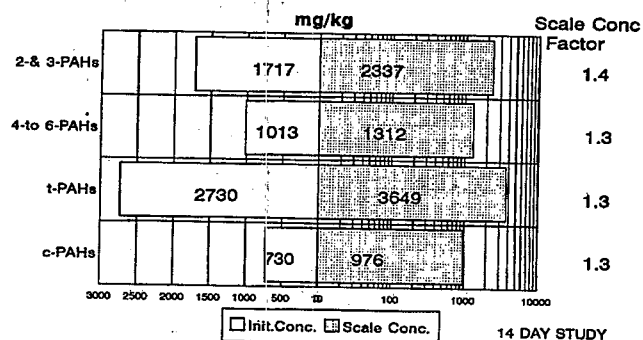 mg/kg
Scale Conc
Factor
2-& 3-PAHs 1717 2337 1.4
4-to 6-PAHs 1013 1312 1.3
t-PAHs 2730 3649 1.3
c-PAHs 730 976 1.3
3000 2500 2000 1500 1000 500 100 1000 10000
Init.Conc. Scale Conc.
14 DAY STUDY